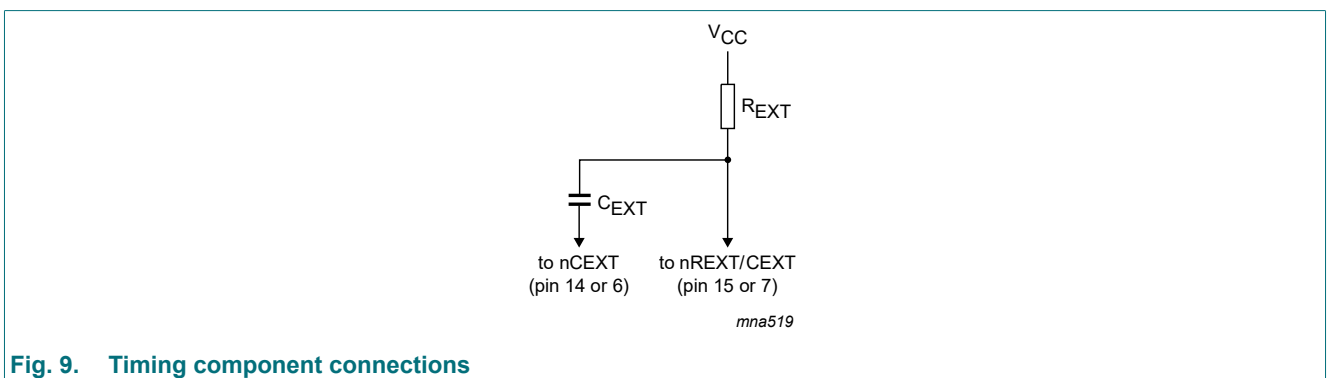 VCC
REXT
CEXT
to nCEXT
(pin 14 or 6)
to nREXT/CEXT
(pin 15 or 7)
mna519
Fig. 9. Timing component connections